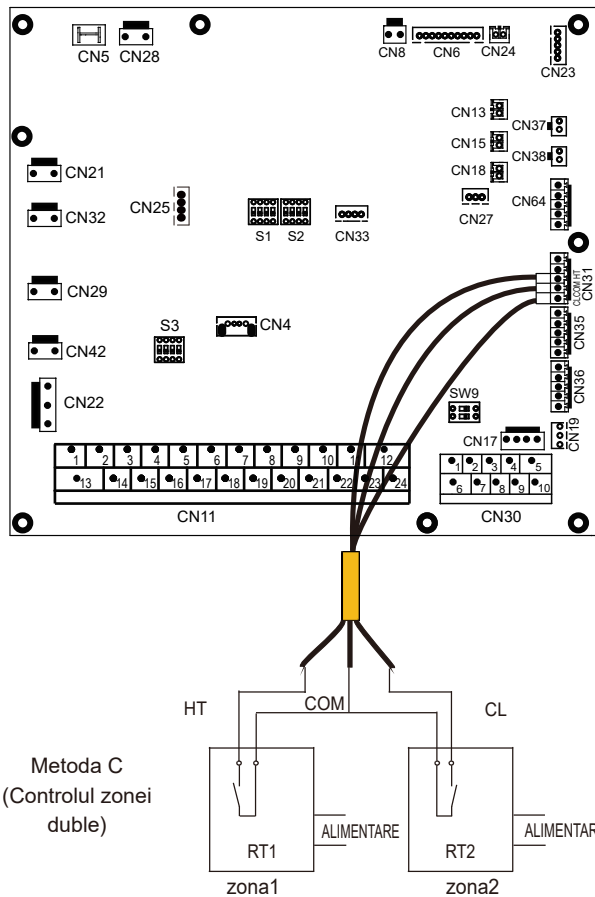 CN5
CN28
CN8
CN6
CN24
CN23
CN13
CN15
CN18
CN37
CN38
CN21
CN32
CN25
S1
S2
CN33
CN27
CN64
CN29
CN42
CN22
S3
CN4
CL COM HT
CN31
CN35
CN36
SW9
CN17
CN19
1 2 3 4 5 6 7 8 9 10 1 12
13 14 15 16 17 18 19 20 21 22 23 24
CN11
1 2 3 4 5
6 7 8 9 10
CN30
HT
COM
CL
Metoda C
(Controlul zonei
duble)
RT1
ALIMENTARE
RT2
ALIMENTAR
zona1
zona2